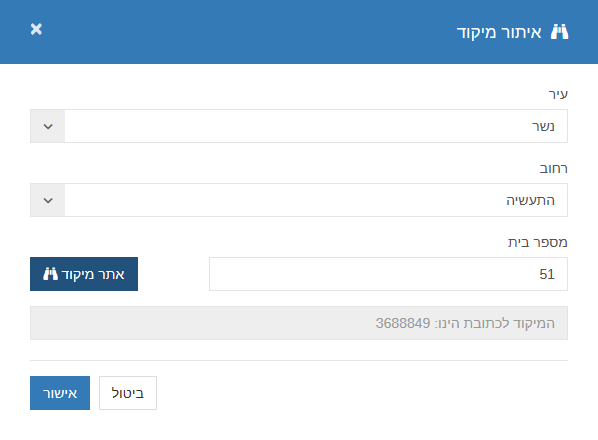 איתור מיקוד
עיר
נשר
רחוב
התעשיה
מספר בית
51
אתר מיקוד
המיקוד לכתובת הינו: 3688849
ביטול
אישור